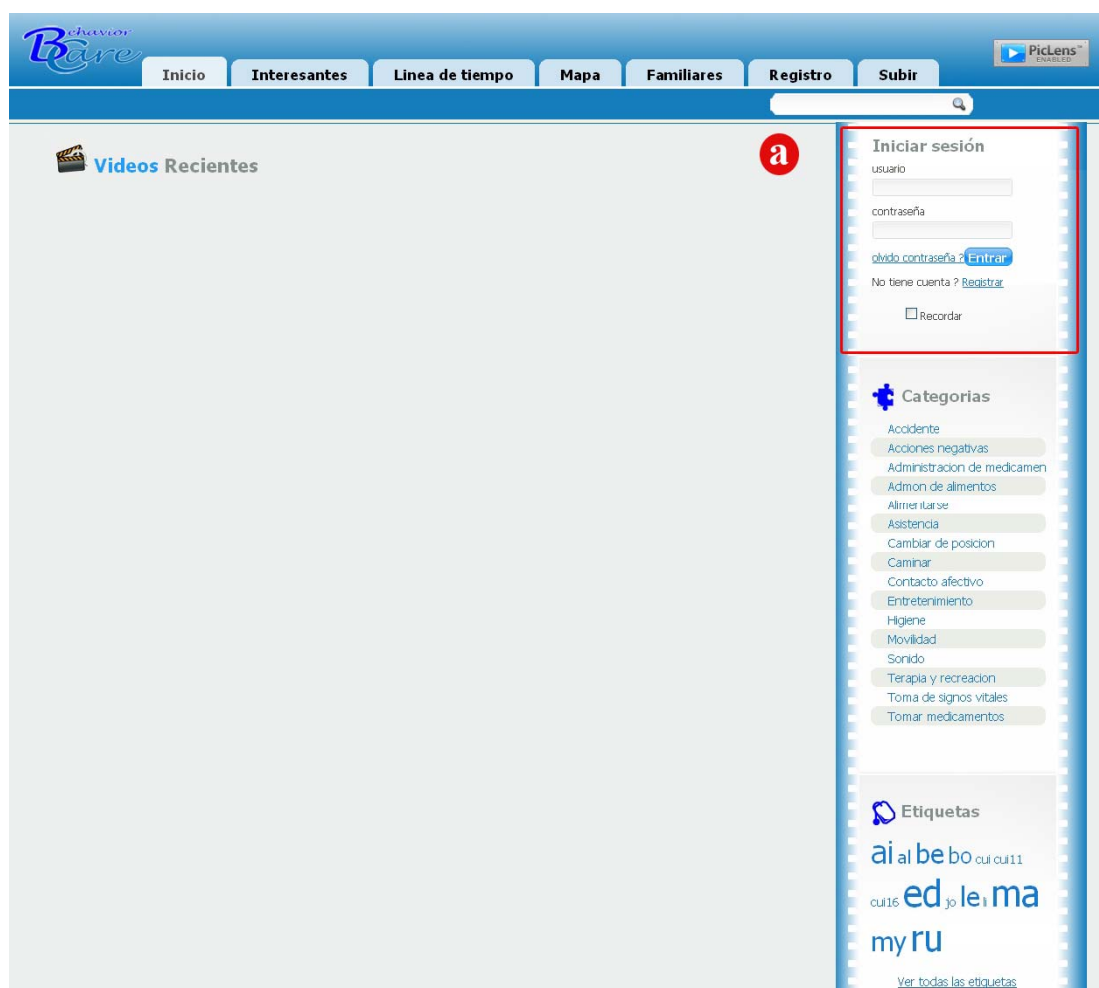 Behavior
Care
PicLens™
ENABLED
Inicio Interesantes Linea de tiempo Mapa Familiares Registro Subir
a
Videos Recientes
Iniciar sesión
usuario
contraseña
olvido contraseña ? Entrar
No tiene cuenta ? Registrar
Recordar
Categorias
Accidente
Acciones negativas
Administracion de medicamen
Admon de alimentos
Alimentarse
Asistencia
Cambiar de posicion
Caminar
Contacto afectivo
Entretenimiento
Higiene
Movilidad
Sonido
Terapia y recreacion
Toma de signos vitales
Tomar medicamentos
Etiquetas
ai al be bo cui cui11
cui16 ed jo le li ma
my ru
Ver todas las etiquetas